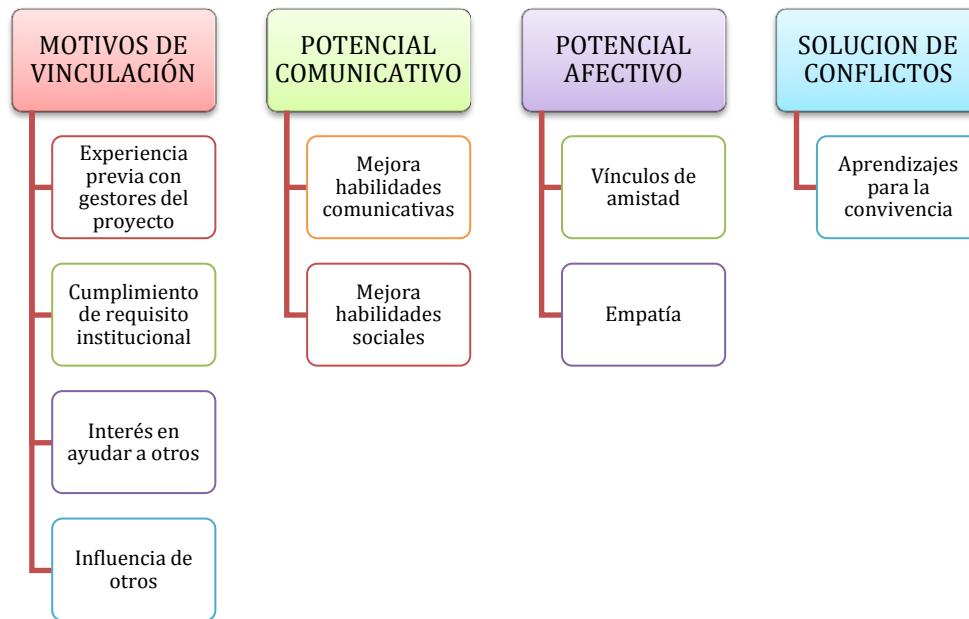 MOTIVOS DE
VINCULACIÓN
Experiencia
previa con
gestores del
proyecto
Cumplimiento
de requisito
institucional
Interés en
ayudar a otros
Influencia de
otros
POTENCIAL
COMUNICATIVO
Mejora
habilidades
comunicativas
Mejora
habilidades
sociales
POTENCIAL
AFECTIVO
Vínculos de
amistad
Empatía
SOLUCION DE
CONFLICTOS
Aprendizajes
para la
convivencia